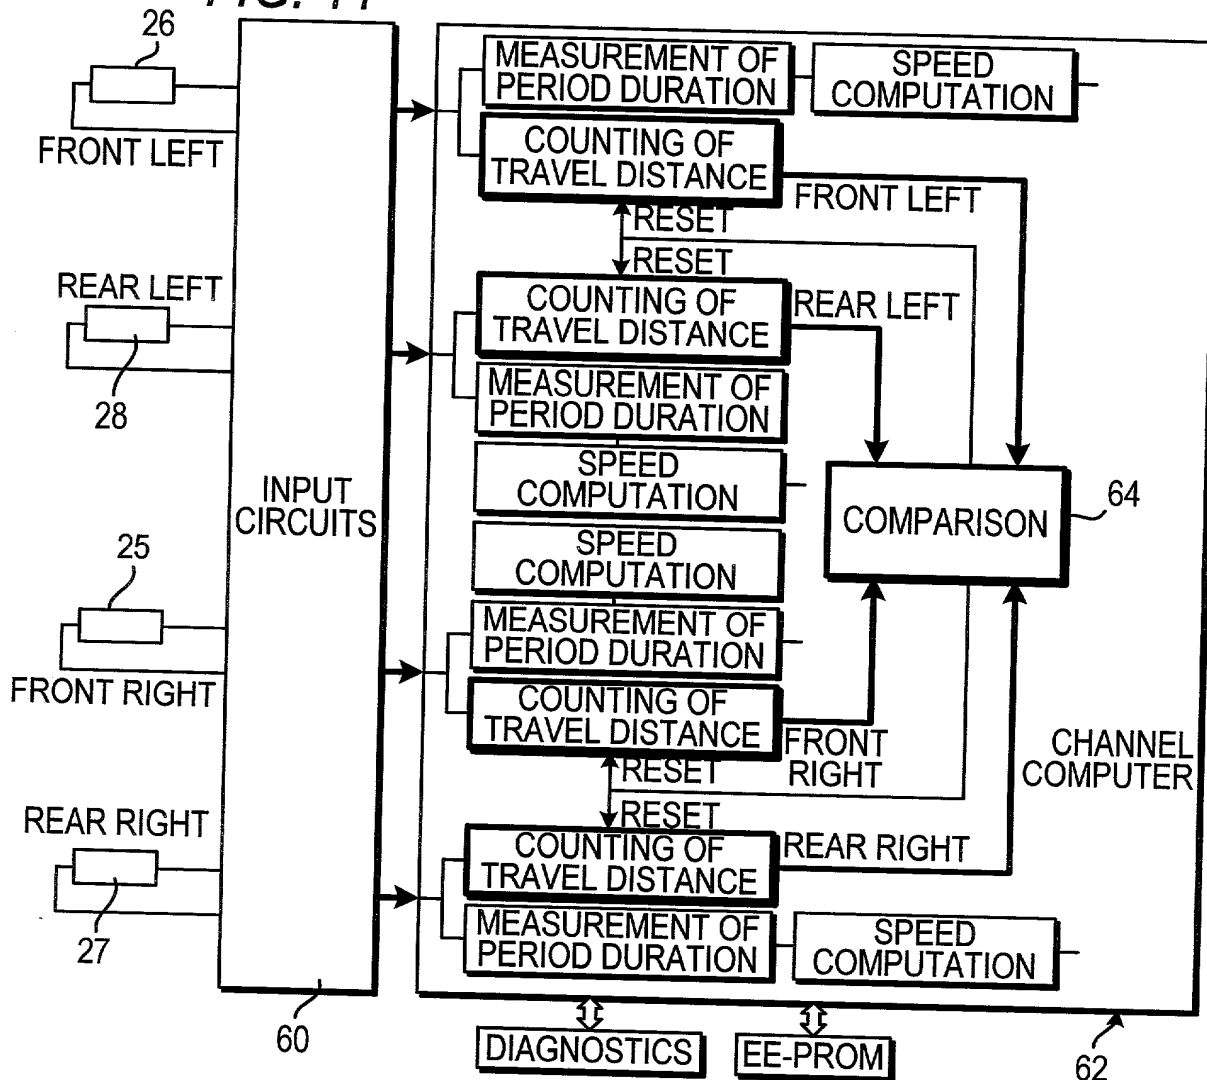 FIG. 11
26
MEASUREMENT OF
PERIOD DURATION
SPEED
COMPUTATION
FRONT LEFT
COUNTING OF
TRAVEL DISTANCE
FRONT LEFT
RESET
RESET
REAR LEFT
28
COUNTING OF
TRAVEL DISTANCE
REAR LEFT
MEASUREMENT OF
PERIOD DURATION
SPEED
COMPUTATION
INPUT
CIRCUITS
COMPARISON
64
SPEED
COMPUTATION
25
FRONT RIGHT
MEASUREMENT OF
PERIOD DURATION
COUNTING OF
TRAVEL DISTANCE
FRONT
RIGHT
CHANNEL
COMPUTER
RESET
RESET
REAR RIGHT
27
COUNTING OF
TRAVEL DISTANCE
REAR RIGHT
MEASUREMENT OF
PERIOD DURATION
SPEED
COMPUTATION
60
DIAGNOSTICS
EE-PROM
62